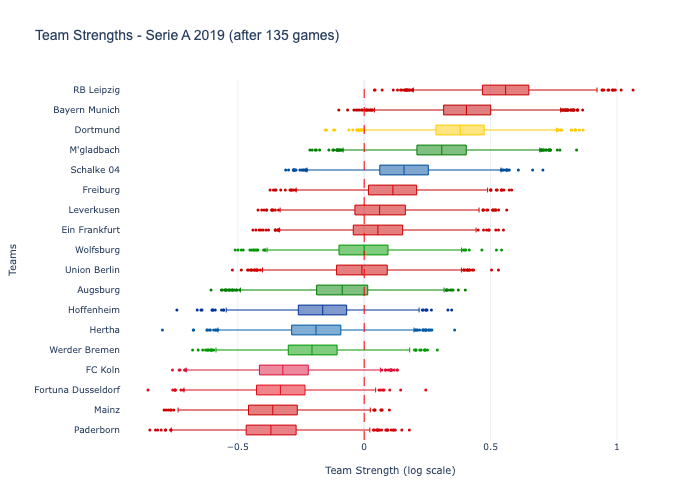 Team Strengths - Serie A 2019 (after 135 games)
RB Leipzig
Bayern Munich
Dortmund
M'gladbach
Schalke 04
Freiburg
Leverkusen
Ein Frankfurt
Wolfsburg
Union Berlin
Augsburg
Hoffenheim
Hertha
Werder Bremen
FC Koln
Fortuna Dusseldorf
Mainz
Paderborn
Teams
−0.5 0 0.5 1
Team Strength (log scale)